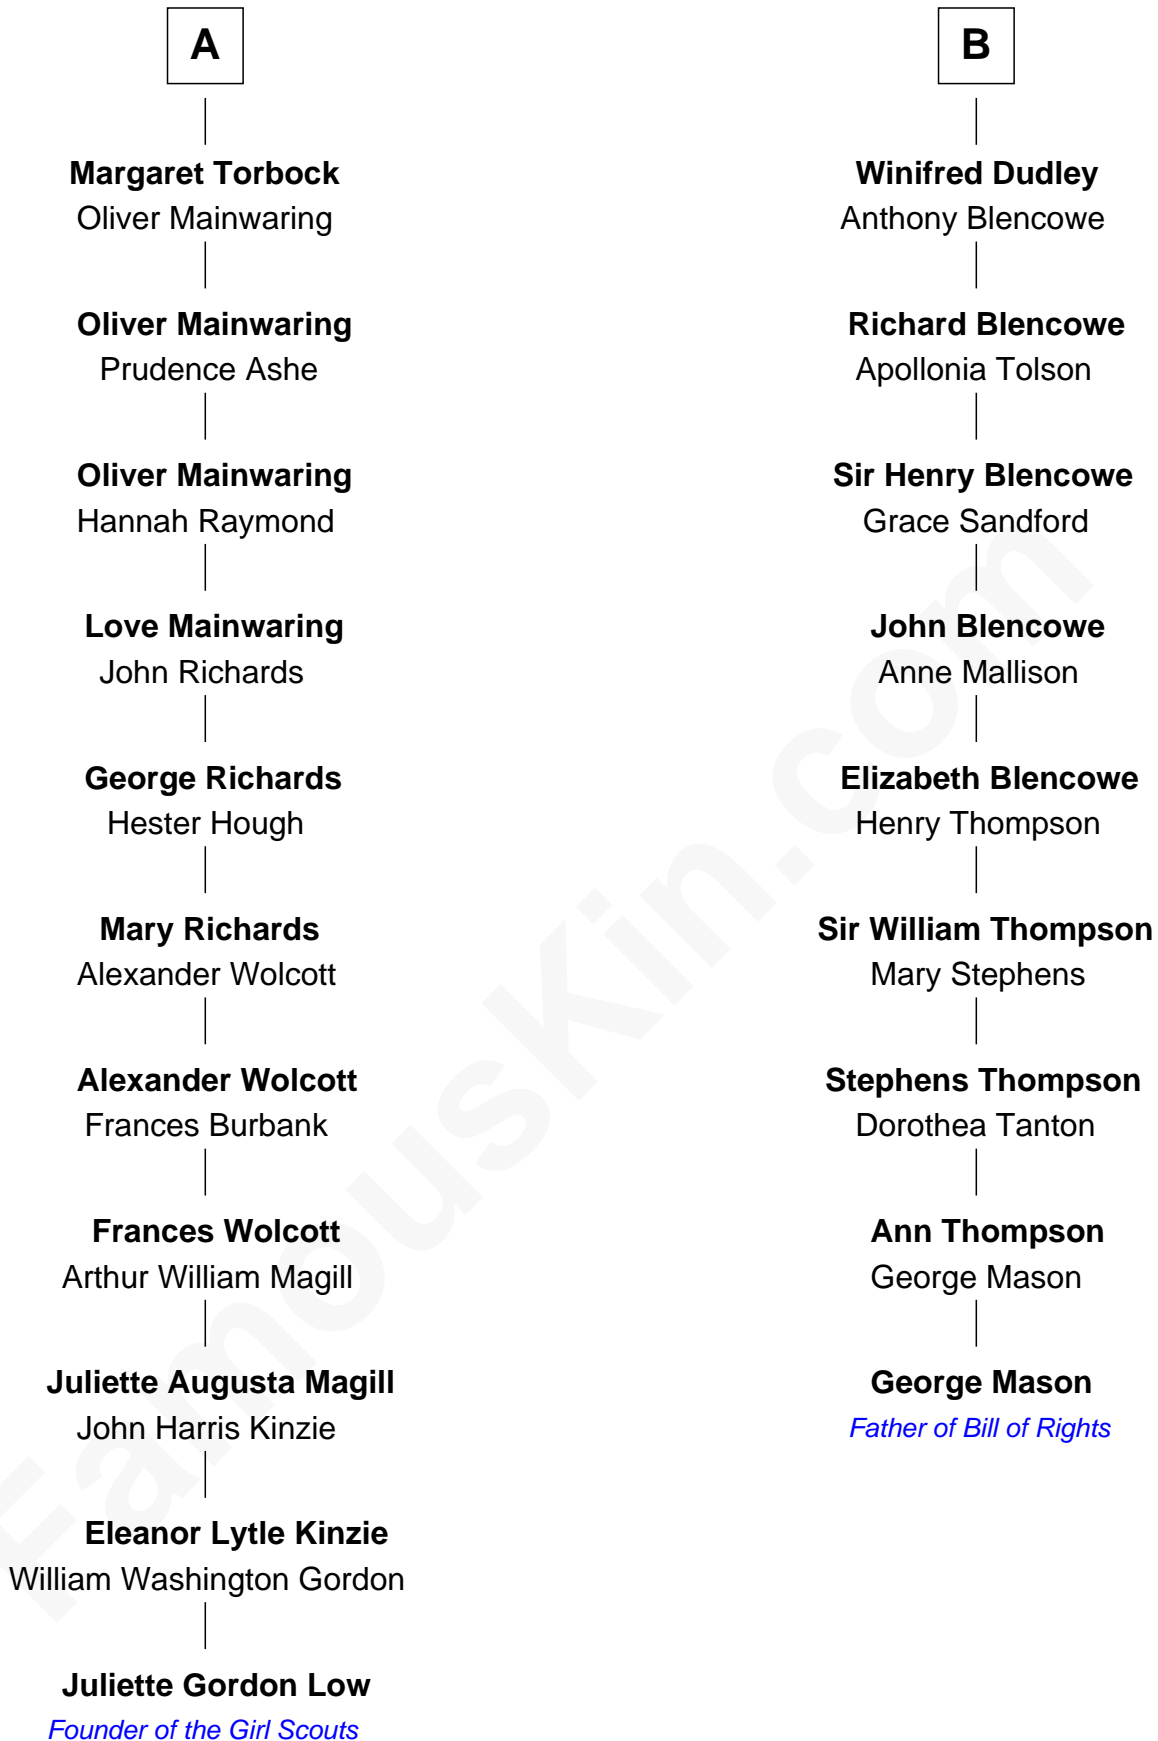 A
Margaret Torbock
Oliver Mainwaring
Oliver Mainwaring
Prudence Ashe
Oliver Mainwaring
Hannah Raymond
Love Mainwaring
John Richards
George Richards
Hester Hough
Mary Richards
Alexander Wolcott
Alexander Wolcott
Frances Burbank
Frances Wolcott
Arthur William Magill
Juliette Augusta Magill
John Harris Kinzie
Eleanor Lytle Kinzie
William Washington Gordon
Juliette Gordon Low
Founder of the Girl Scouts
B
Winifred Dudley
Anthony Blencowe
Richard Blencowe
Apollonia Tolson
Sir Henry Blencowe
Grace Sandford
John Blencowe
Anne Mallison
Elizabeth Blencowe
Henry Thompson
Sir William Thompson
Mary Stephens
Stephens Thompson
Dorothea Tanton
Ann Thompson
George Mason
George Mason
Father of Bill of Rights
FamousKin.com